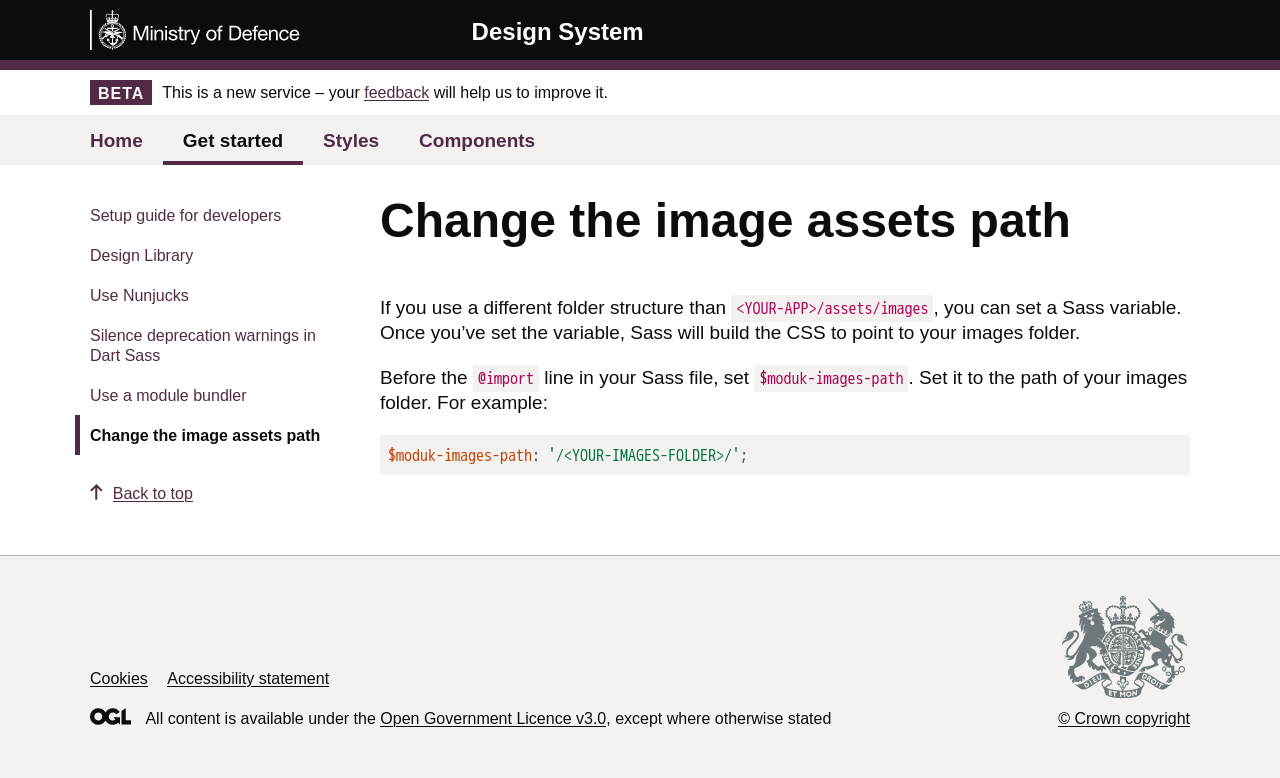 Ministry of Defence
Design System
BETA This is a new service – your feedback will help us to improve it.
Home Get started Styles Components
Setup guide for developers
Design Library
Use Nunjucks
Silence deprecation warnings in
Dart Sass
Use a module bundler
Change the image assets path
Back to top
Change the image assets path
If you use a different folder structure than <YOUR-APP>/assets/images, you can set a Sass variable.
Once you’ve set the variable, Sass will build the CSS to point to your images folder.
Before the @import line in your Sass file, set $moduk-images-path. Set it to the path of your images
folder. For example:
$moduk-images-path: '/<YOUR-IMAGES-FOLDER>/';
Cookies Accessibility statement
OGL All content is available under the Open Government Licence v3.0, except where otherwise stated
DIEU ET MON DROIT
© Crown copyright